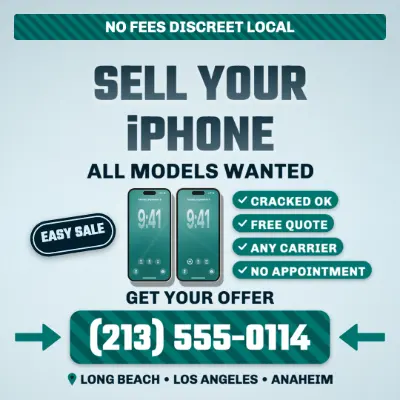 NO FEES DISCREET LOCAL
SELL YOUR
iPHONE
ALL MODELS WANTED
EASY SALE
9:41
9:41
CRACKED OK
FREE QUOTE
ANY CARRIER
NO APPOINTMENT
GET YOUR OFFER
(213) 555-0114
LONG BEACH • LOS ANGELES • ANAHEIM